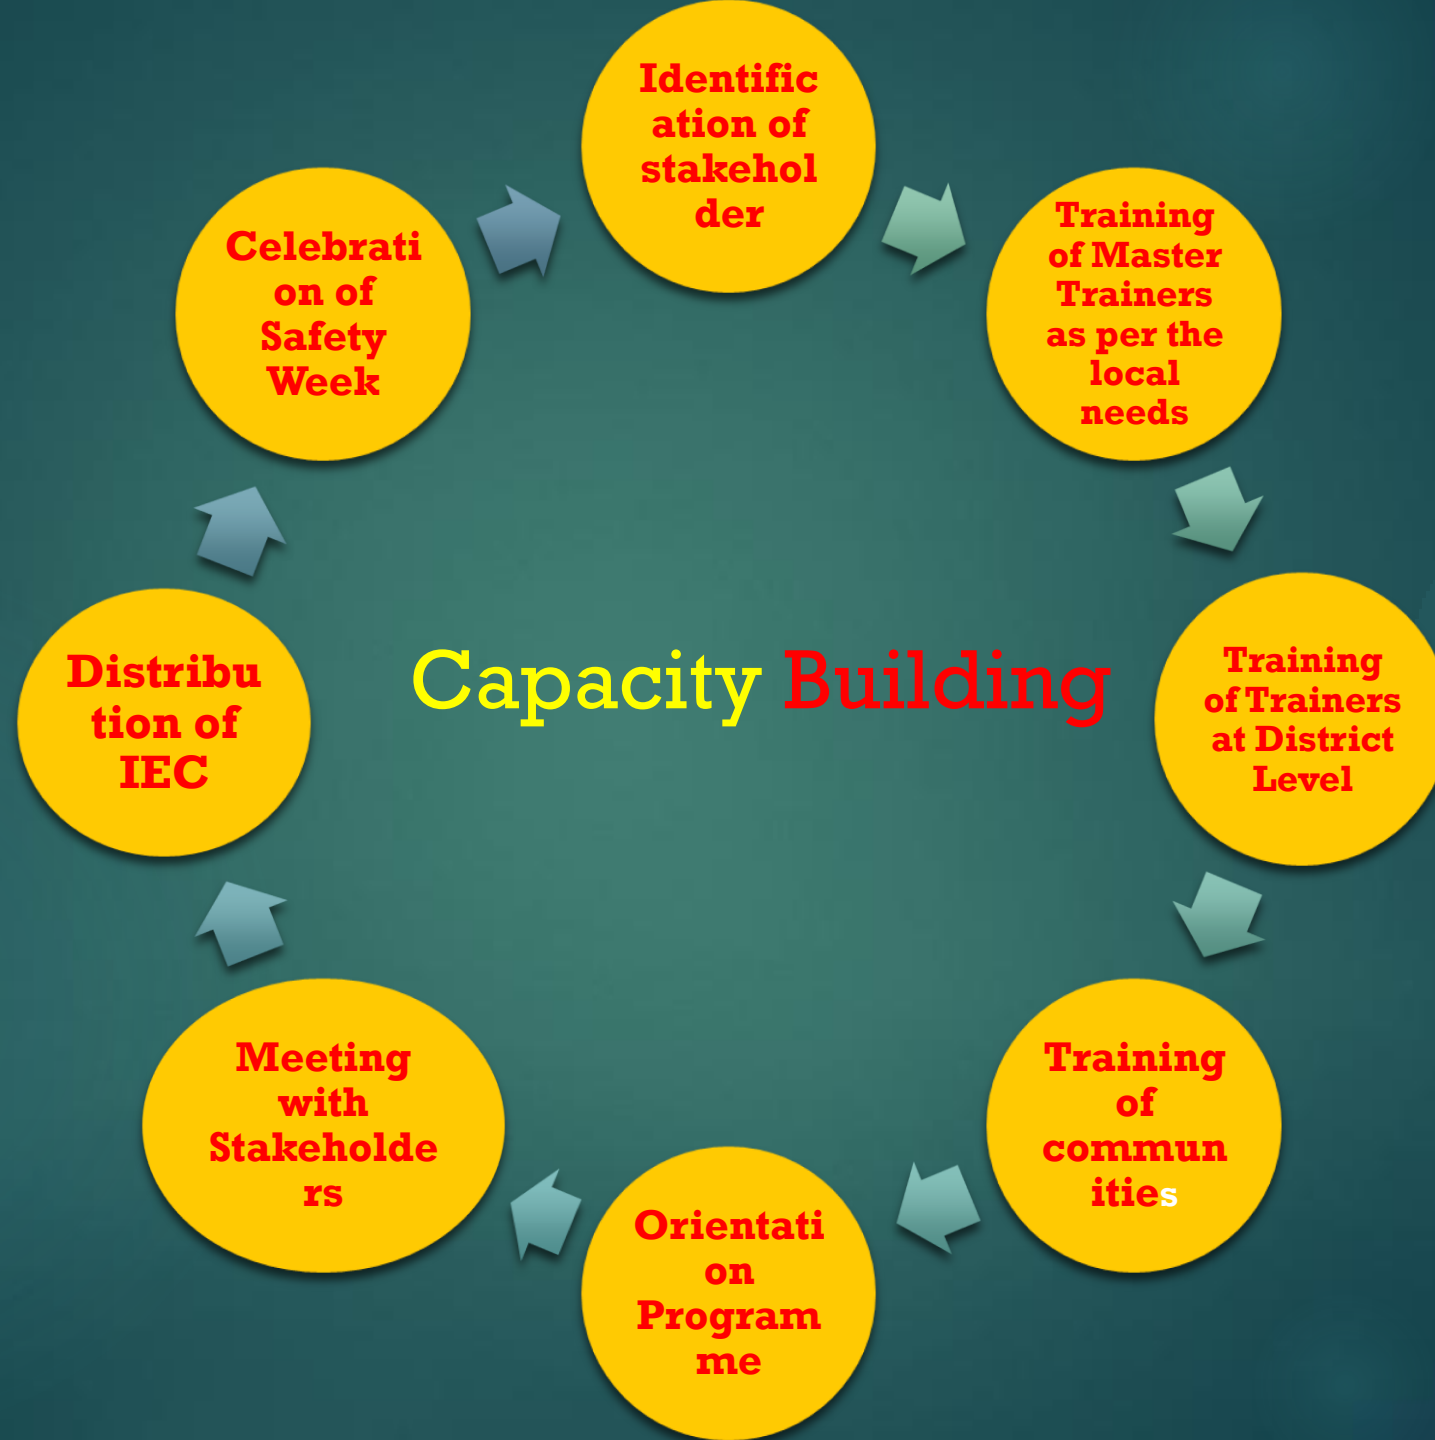 Identific
ation of
stakehol
der
Training
of Master
Trainers
as per the
local
needs
Training
of Trainers
at District
Level
Training
of
commun
ities
Orientati
on
Program
me
Meeting
with
Stakeholde
rs
Distribu
tion of
IEC
Celebrati
on of
Safety
Week
Capacity Building